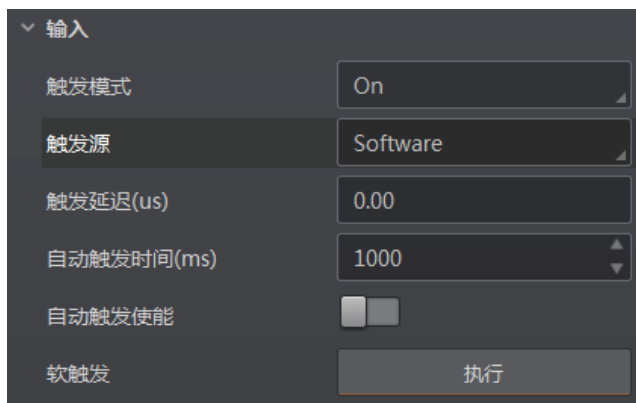 输入
触发模式 On
触发源 Software
触发延迟(us) 0.00
自动触发时间(ms) 1000
自动触发使能
软触发 执行